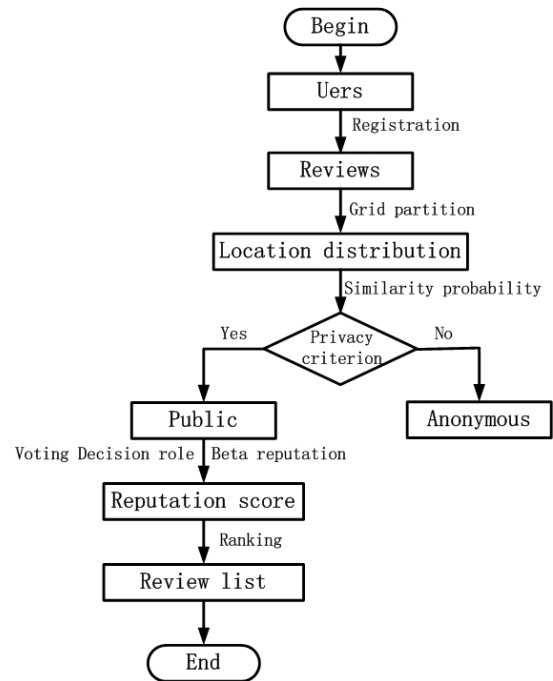 Begin
Uers
Registration
Reviews
Grid partition
Location distribution
Similarity probability
Yes
Privacy
criterion
No
Public
Anonymous
Voting Decision role
Beta reputation
Reputation score
Ranking
Review list
End